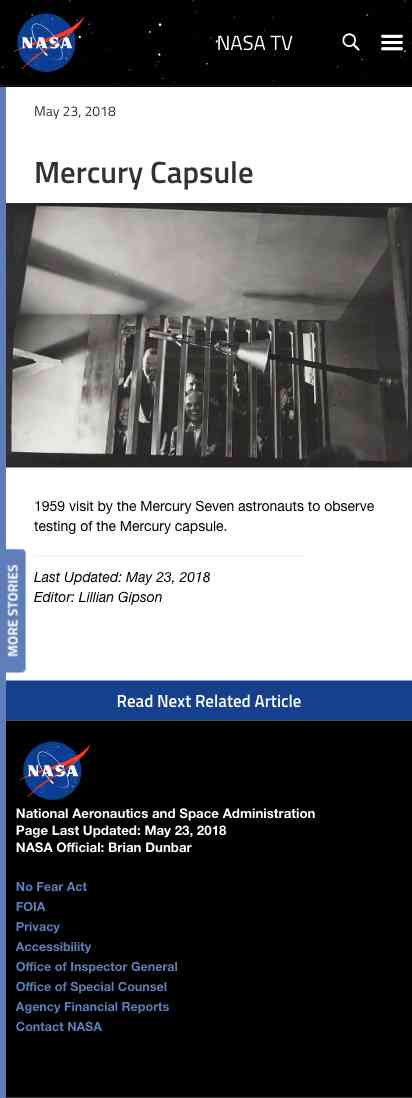 NASA
NASA TV
May 23, 2018
Mercury Capsule
1959 visit by the Mercury Seven astronauts to observe
testing of the Mercury capsule.
Last Updated: May 23, 2018
Editor: Lillian Gipson
MORE STORIES
Read Next Related Article
NASA
National Aeronautics and Space Administration
Page Last Updated: May 23, 2018
NASA Official: Brian Dunbar
No Fear Act
FOIA
Privacy
Accessibility
Office of Inspector General
Office of Special Counsel
Agency Financial Reports
Contact NASA